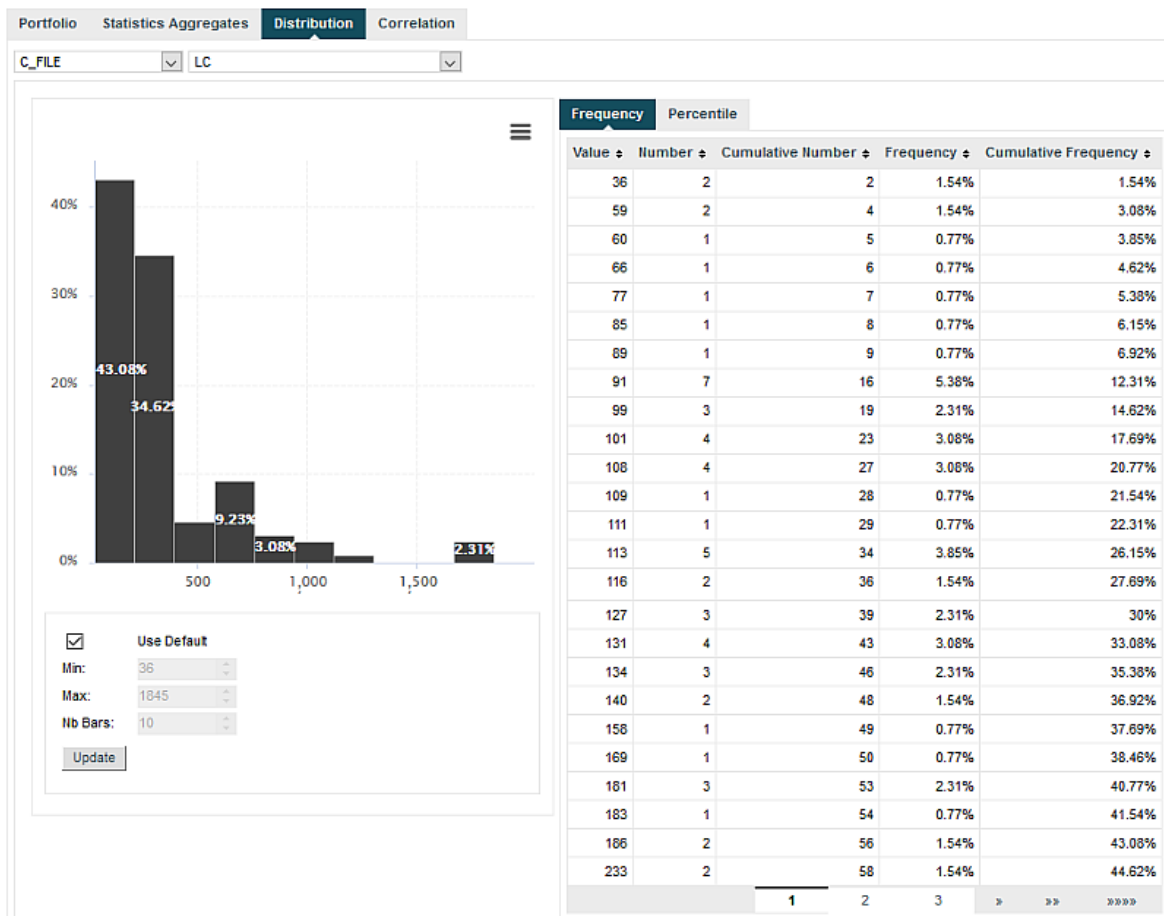 Portfolio Statistics Aggregates Distribution Correlation
C_FILE LC
40%
30%
20%
10%
0%
43.08%
34.62%
9.23%
3.08%
2.31%
500 1,000 1,500
Use Default
Min: 36
Max: 1845
Nb Bars: 10
Update
Frequency Percentile
Value Number Cumulative Number Frequency Cumulative Frequency
36 2 2 1.54% 1.54%
59 2 4 1.54% 3.08%
60 1 5 0.77% 3.85%
66 1 6 0.77% 4.62%
77 1 7 0.77% 5.38%
85 1 8 0.77% 6.15%
89 1 9 0.77% 6.92%
91 7 16 5.38% 12.31%
99 3 19 2.31% 14.62%
101 4 23 3.08% 17.69%
108 4 27 3.08% 20.77%
109 1 28 0.77% 21.54%
111 1 29 0.77% 22.31%
113 5 34 3.85% 26.15%
116 2 36 1.54% 27.69%
127 3 39 2.31% 30%
131 4 43 3.08% 33.08%
134 3 46 2.31% 35.38%
140 2 48 1.54% 36.92%
158 1 49 0.77% 37.69%
169 1 50 0.77% 38.46%
181 3 53 2.31% 40.77%
183 1 54 0.77% 41.54%
186 2 56 1.54% 43.08%
233 2 58 1.54% 44.62%
1 2 3 » »» »»»»